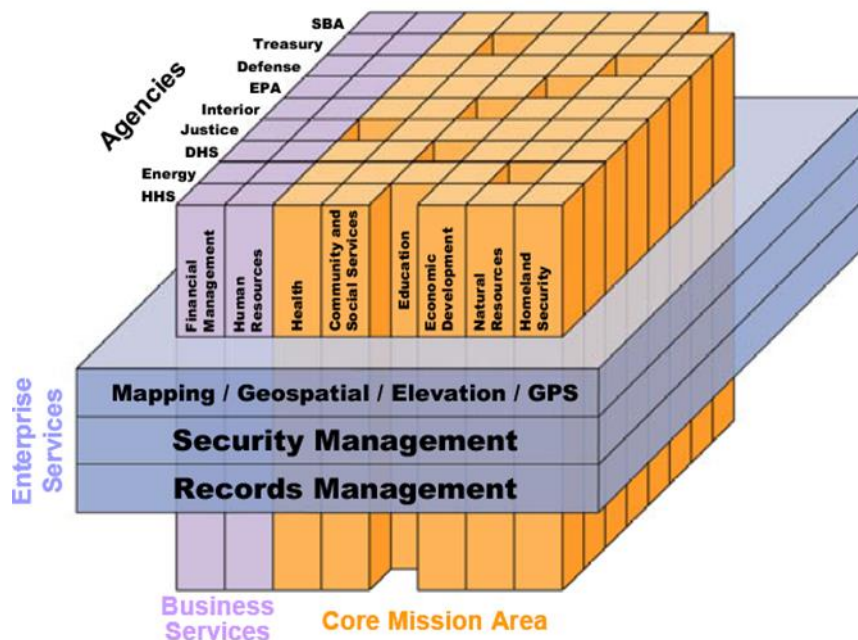 SBA
Treasury
Defense
EPA
Interior
Justice
DHS
Energy
HHS
Agencies
Financial
Management
Human
Resources
Health
Community and
Social Services
Education
Economic
Development
Natural
Resources
Homeland
Security
Enterprise
Services
Mapping / Geospatial / Elevation / GPS
Security Management
Records Management
Business
Services
Core Mission Area